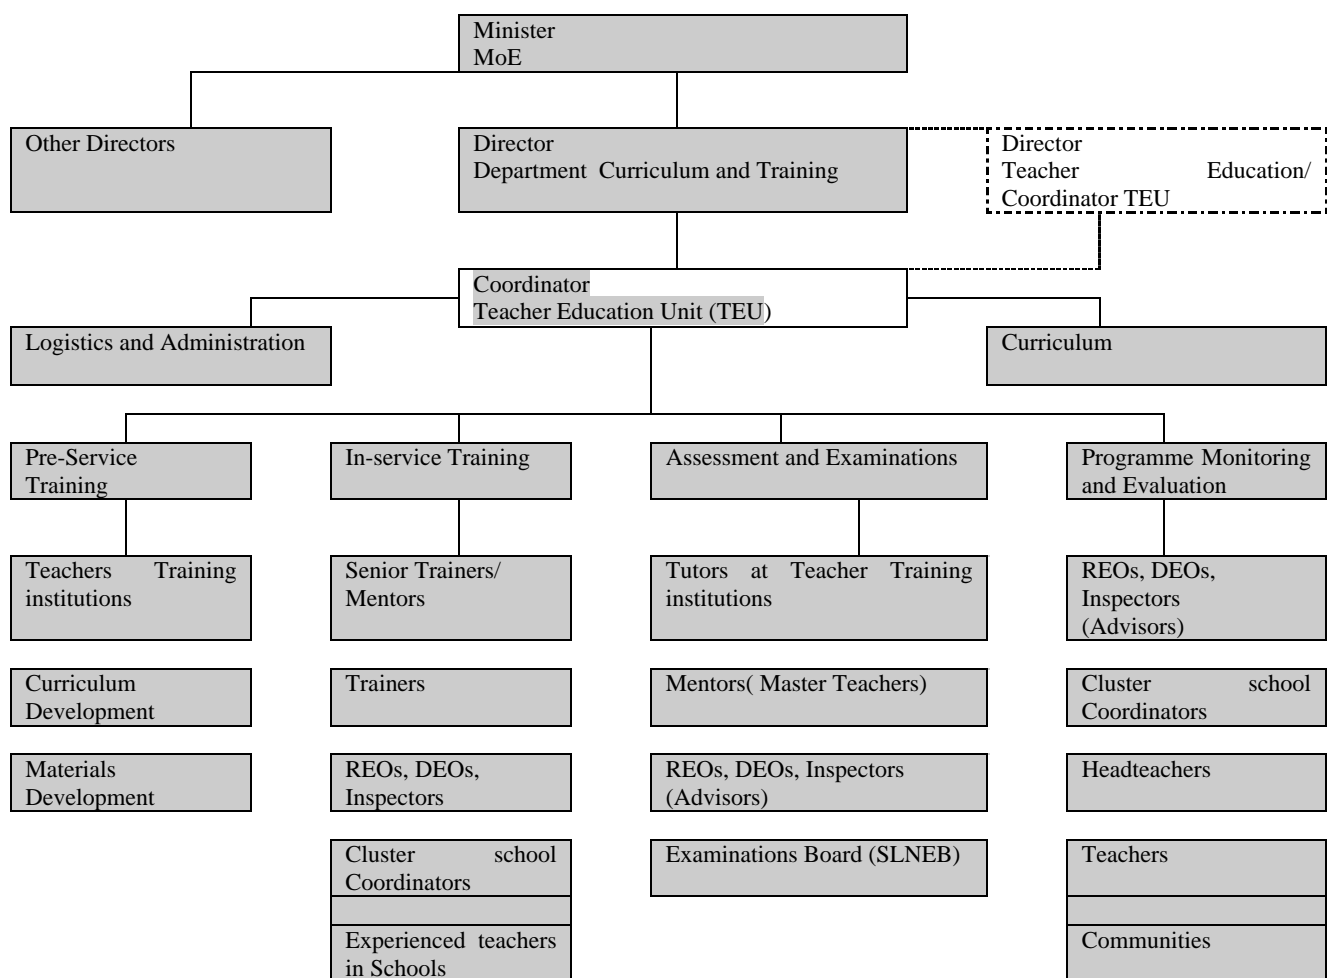 Minister
MoE
Other Directors
Director
Department Curriculum and Training
Director
Teacher Education/
Coordinator TEU
Coordinator
Teacher Education Unit (TEU)
Logistics and Administration
Curriculum
Pre-Service
Training
In-service Training
Assessment and Examinations
Programme Monitoring
and Evaluation
Teachers Training
institutions
Senior Trainers/
Mentors
Tutors at Teacher Training
institutions
REOs, DEOs,
Inspectors
(Advisors)
Curriculum
Development
Trainers
Mentors( Master Teachers)
Cluster school
Coordinators
Materials
Development
REOs, DEOs,
Inspectors
REOs, DEOs, Inspectors
(Advisors)
Headteachers
Cluster school
Coordinators
Examinations Board (SLNEB)
Teachers
Experienced teachers
in Schools
Communities